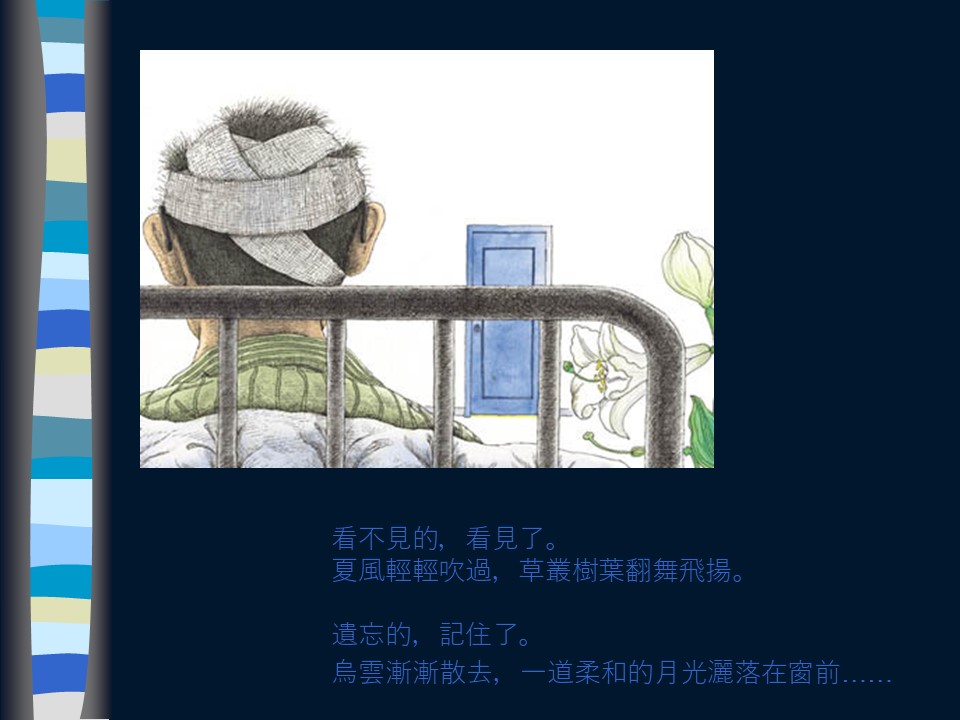 看不見的，看見了。
夏風輕輕吹過，草叢樹葉翻舞飛揚。
遺忘的，記住了。
烏雲漸漸散去，一道柔和的月光灑落在窗前……